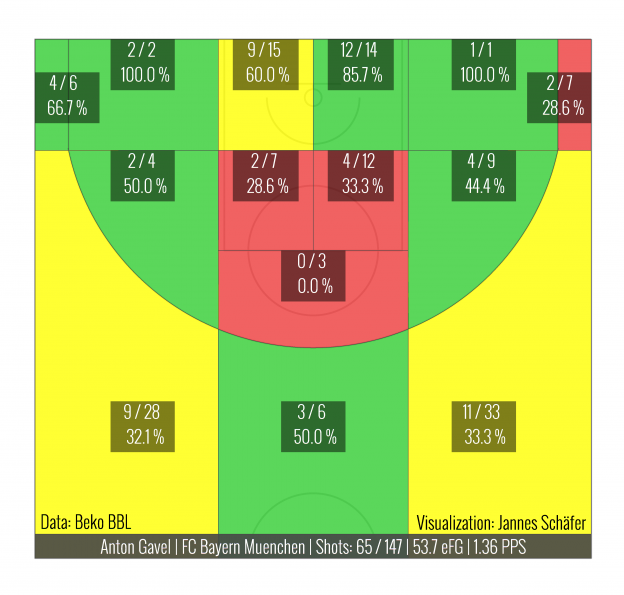 2 / 2
100.0 %
9 / 15
60.0 %
12 / 14
85.7 %
1 / 1
100.0 %
4 / 6
66.7 %
2 / 7
28.6 %
2 / 4
50.0 %
2 / 7
28.6 %
4 / 12
33.3 %
4 / 9
44.4 %
0 / 3
0.0 %
9 / 28
32.1 %
3 / 6
50.0 %
11 / 33
33.3 %
Data: Beko BBL
Visualization: Jannes Schäfer
Anton Gavel | FC Bayern Muenchen | Shots: 65 / 147 | 53.7 eFG | 1.36 PPS